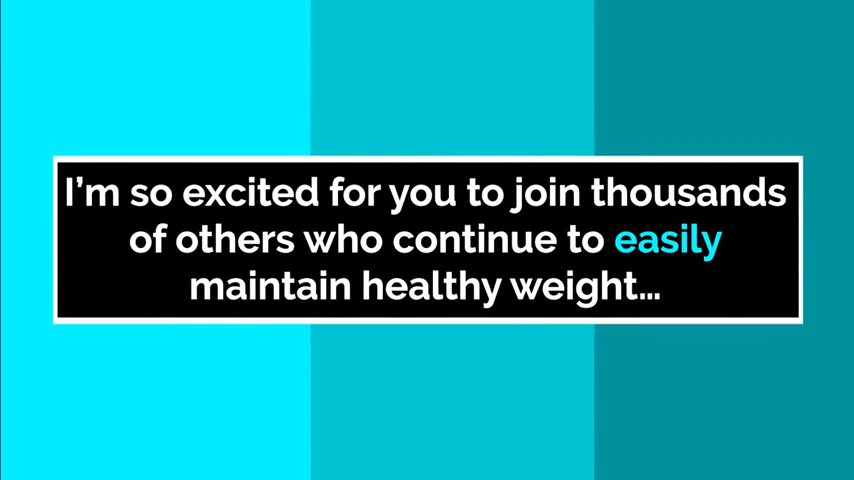 I'm so excited for you to join thousands
of others who continue to easily
maintain healthy weight...